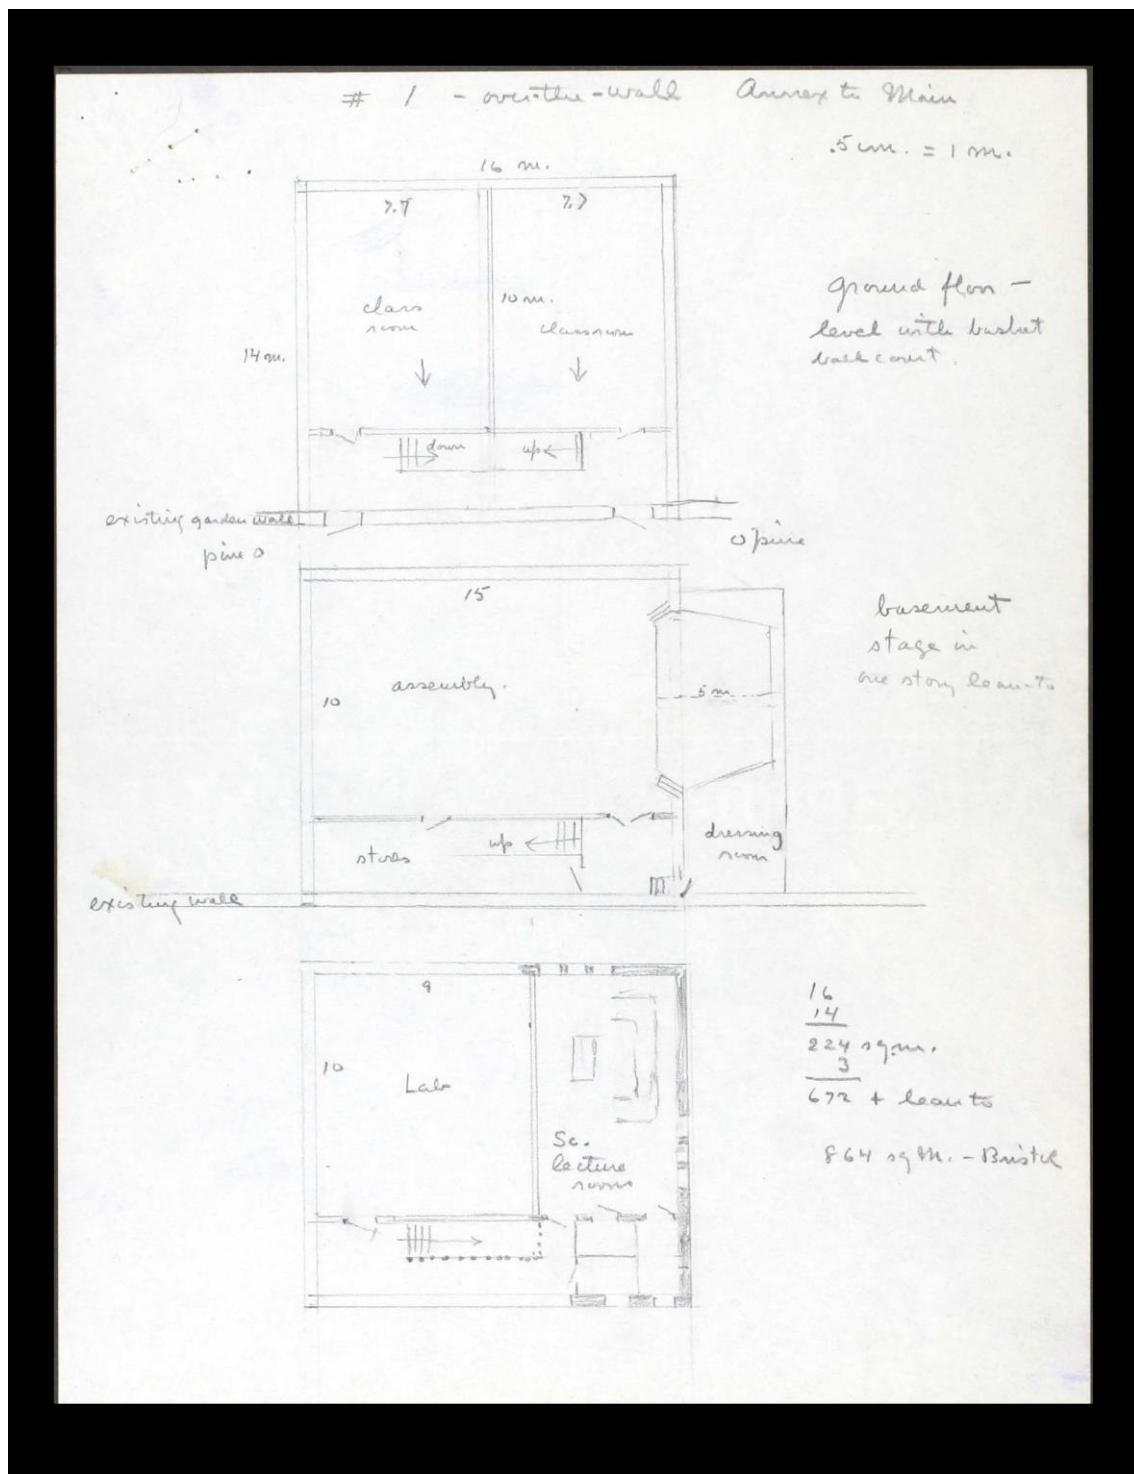 # 1 - over-the-wall Annex to Main
.5 cm. = 1 m.
16 m.
7.7 7.7
class
room
10 m.
classroom
14 m.
ground floor -
level with basket
ball court.
down
up
existing garden wall
pine o
o pine
15
assembly.
10
5 m
basement
stage in
one story lean-to
up
stores
dressing
room
existing wall
9
10
Lab
Sc.
lecture
room
16
14
224 sq m.
3
672 + lean to
864 sq M. - Bristol